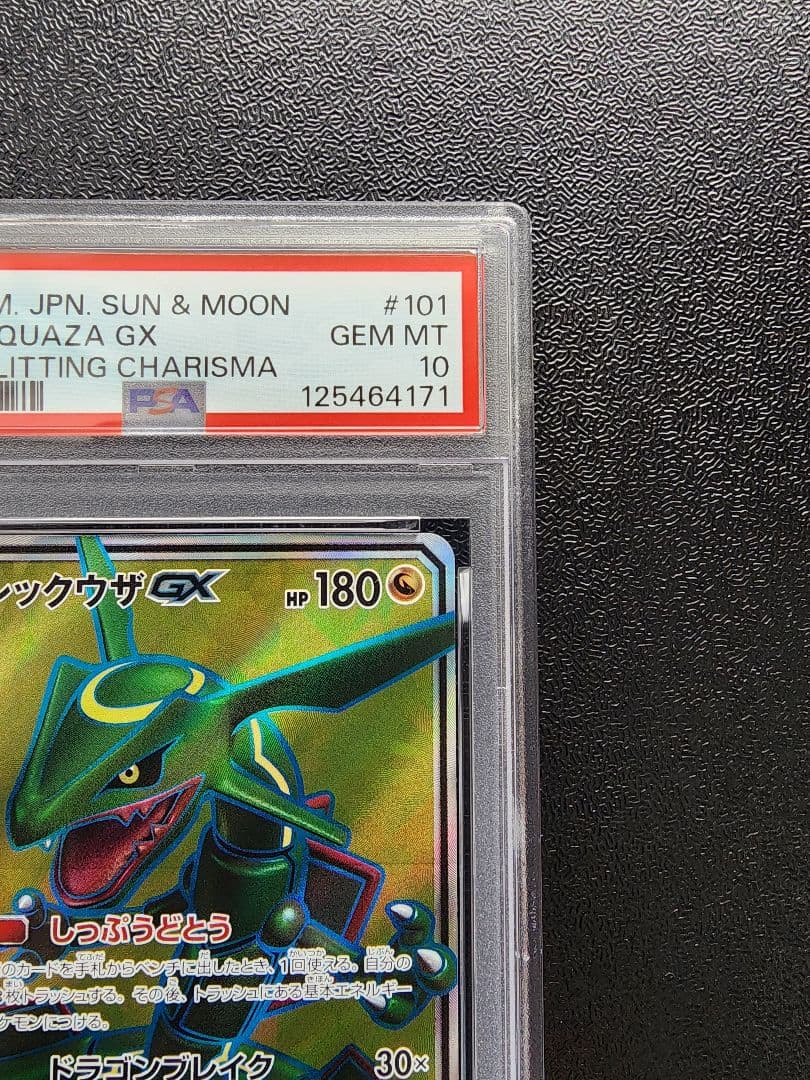 M. JPN. SUN & MOON #101
QUAZA GX GEM MT
LITTING CHARISMA 10
PSA 125464171
レックウザGX HP 180
しっぷうどとう
のカードを手札からベンチに出したとき、1回使える。自分の
枚トラッシュする。その後、トラッシュにある基本エネルギー
ケモンにつける。
ドラゴンブレイク 30×